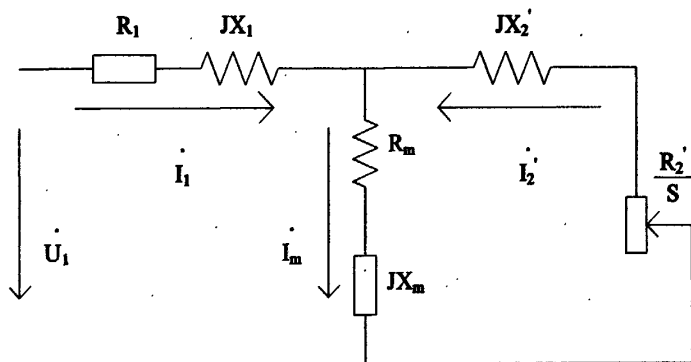 R₁
JX₁
JX₂'
Rₘ
İ₁
İ₂'
R₂'
S
U̇₁
İₘ
JXₘ